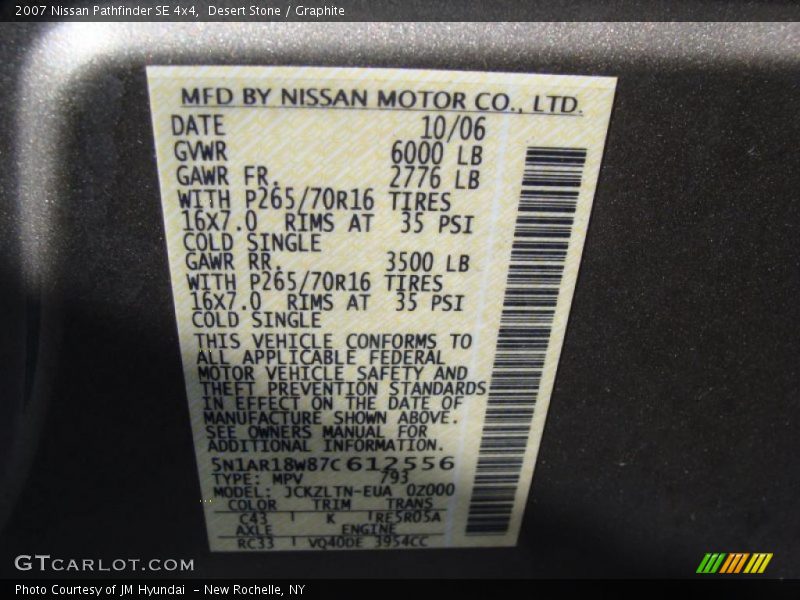 2007 Nissan Pathfinder SE 4x4,  Desert Stone / Graphite
MFD BY NISSAN MOTOR CO., LTD.
DATE 10/06
GVWR 6000 LB
GAWR FR. 2776 LB
WITH P265/70R16 TIRES
16X7.0 RIMS AT 35 PSI
COLD SINGLE
GAWR RR. 3500 LB
WITH P265/70R16 TIRES
16X7.0 RIMS AT 35 PSI
COLD SINGLE
THIS VEHICLE CONFORMS TO
ALL APPLICABLE FEDERAL
MOTOR VEHICLE SAFETY AND
THEFT PREVENTION STANDARDS
IN EFFECT ON THE DATE OF
MANUFACTURE SHOWN ABOVE.
SEE OWNERS MANUAL FOR
ADDITIONAL INFORMATION.
5N1AR18W87C612556
TYPE: MPV 793
MODEL: JCKZLTN-EUA 0Z000
COLOR TRIM TRANS
C43 K RE5R05A
AXLE ENGINE
RC33 VQ40DE 3954CC
GTCARLOT.COM
Photo Courtesy of JM Hyundai - New Rochelle, NY